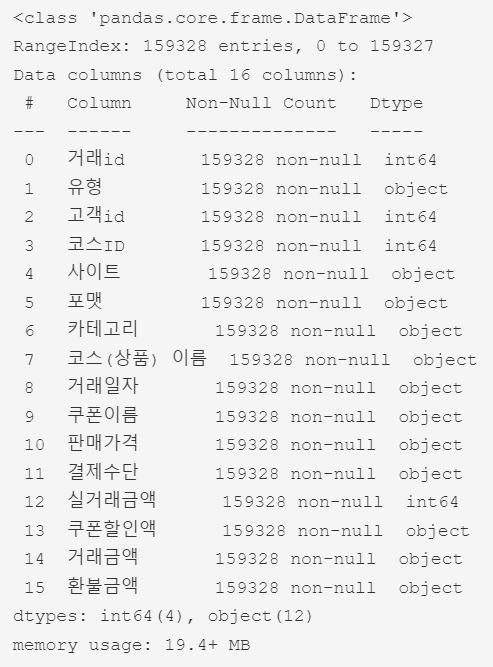 <class 'pandas.core.frame.DataFrame'>
RangeIndex: 159328 entries, 0 to 159327
Data columns (total 16 columns):
 #   Column     Non-Null Count   Dtype
---  ------     --------------   -----
 0   거래id       159328 non-null  int64
 1   유형         159328 non-null  object
 2   고객id       159328 non-null  int64
 3   코스ID       159328 non-null  int64
 4   사이트        159328 non-null  object
 5   포맷         159328 non-null  object
 6   카테고리       159328 non-null  object
 7   코스(상품) 이름  159328 non-null  object
 8   거래일자       159328 non-null  object
 9   쿠폰이름       159328 non-null  object
 10  판매가격       159328 non-null  object
 11  결제수단       159328 non-null  object
 12  실거래금액      159328 non-null  int64
 13  쿠폰할인액      159328 non-null  object
 14  거래금액       159328 non-null  object
 15  환불금액       159328 non-null  object
dtypes: int64(4), object(12)
memory usage: 19.4+ MB